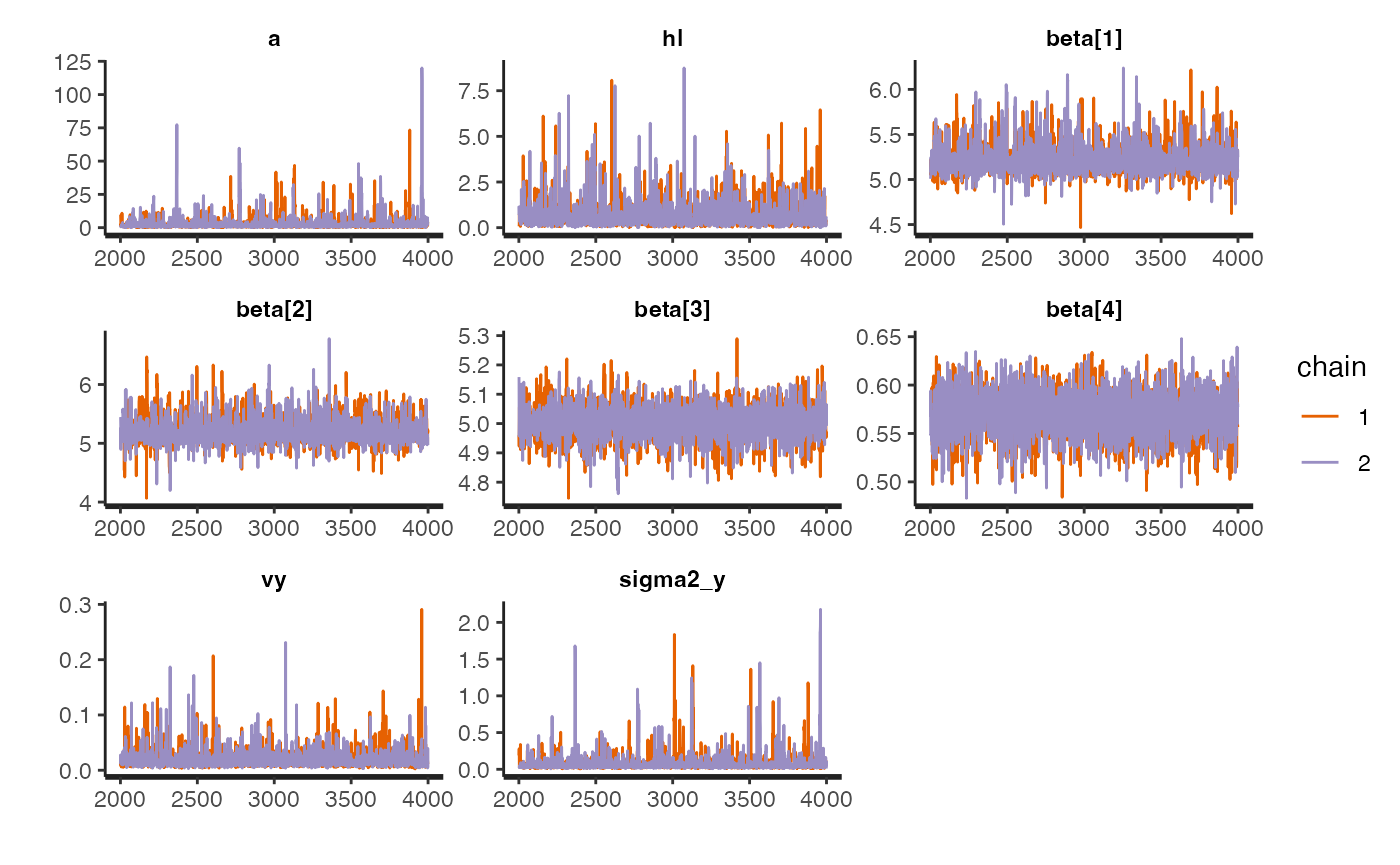 a
hl
beta[1]
125
100
75
50
25
0
7.5
5.0
2.5
0.0
6.0
5.5
5.0
4.5
2000 2500 3000 3500 4000
2000 2500 3000 3500 4000
2000 2500 3000 3500 4000
beta[2]
beta[3]
beta[4]
6
5
4
5.3
5.2
5.1
5.0
4.9
4.8
0.65
0.60
0.55
0.50
2000 2500 3000 3500 4000
2000 2500 3000 3500 4000
2000 2500 3000 3500 4000
chain
1
2
vy
sigma2_y
0.3
0.2
0.1
0.0
2.0
1.5
1.0
0.5
0.0
2000 2500 3000 3500 4000
2000 2500 3000 3500 4000